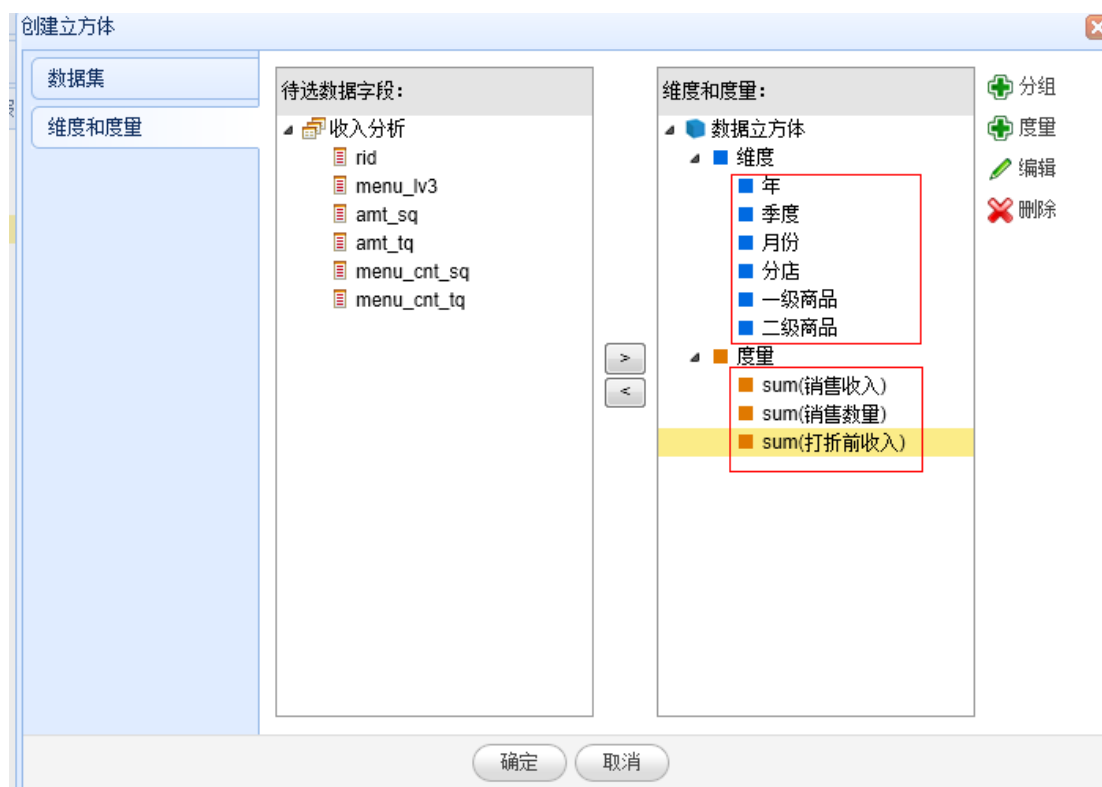 创建立方体
数据集
维度和度量
待选数据字段：
收入分析
rid
menu_lv3
amt_sq
amt_tq
menu_cnt_sq
menu_cnt_tq
>
<
维度和度量：
数据立方体
维度
年
季度
月份
分店
一级商品
二级商品
度量
sum(销售收入)
sum(销售数量)
sum(打折前收入)
分组
度量
编辑
删除
确定
取消